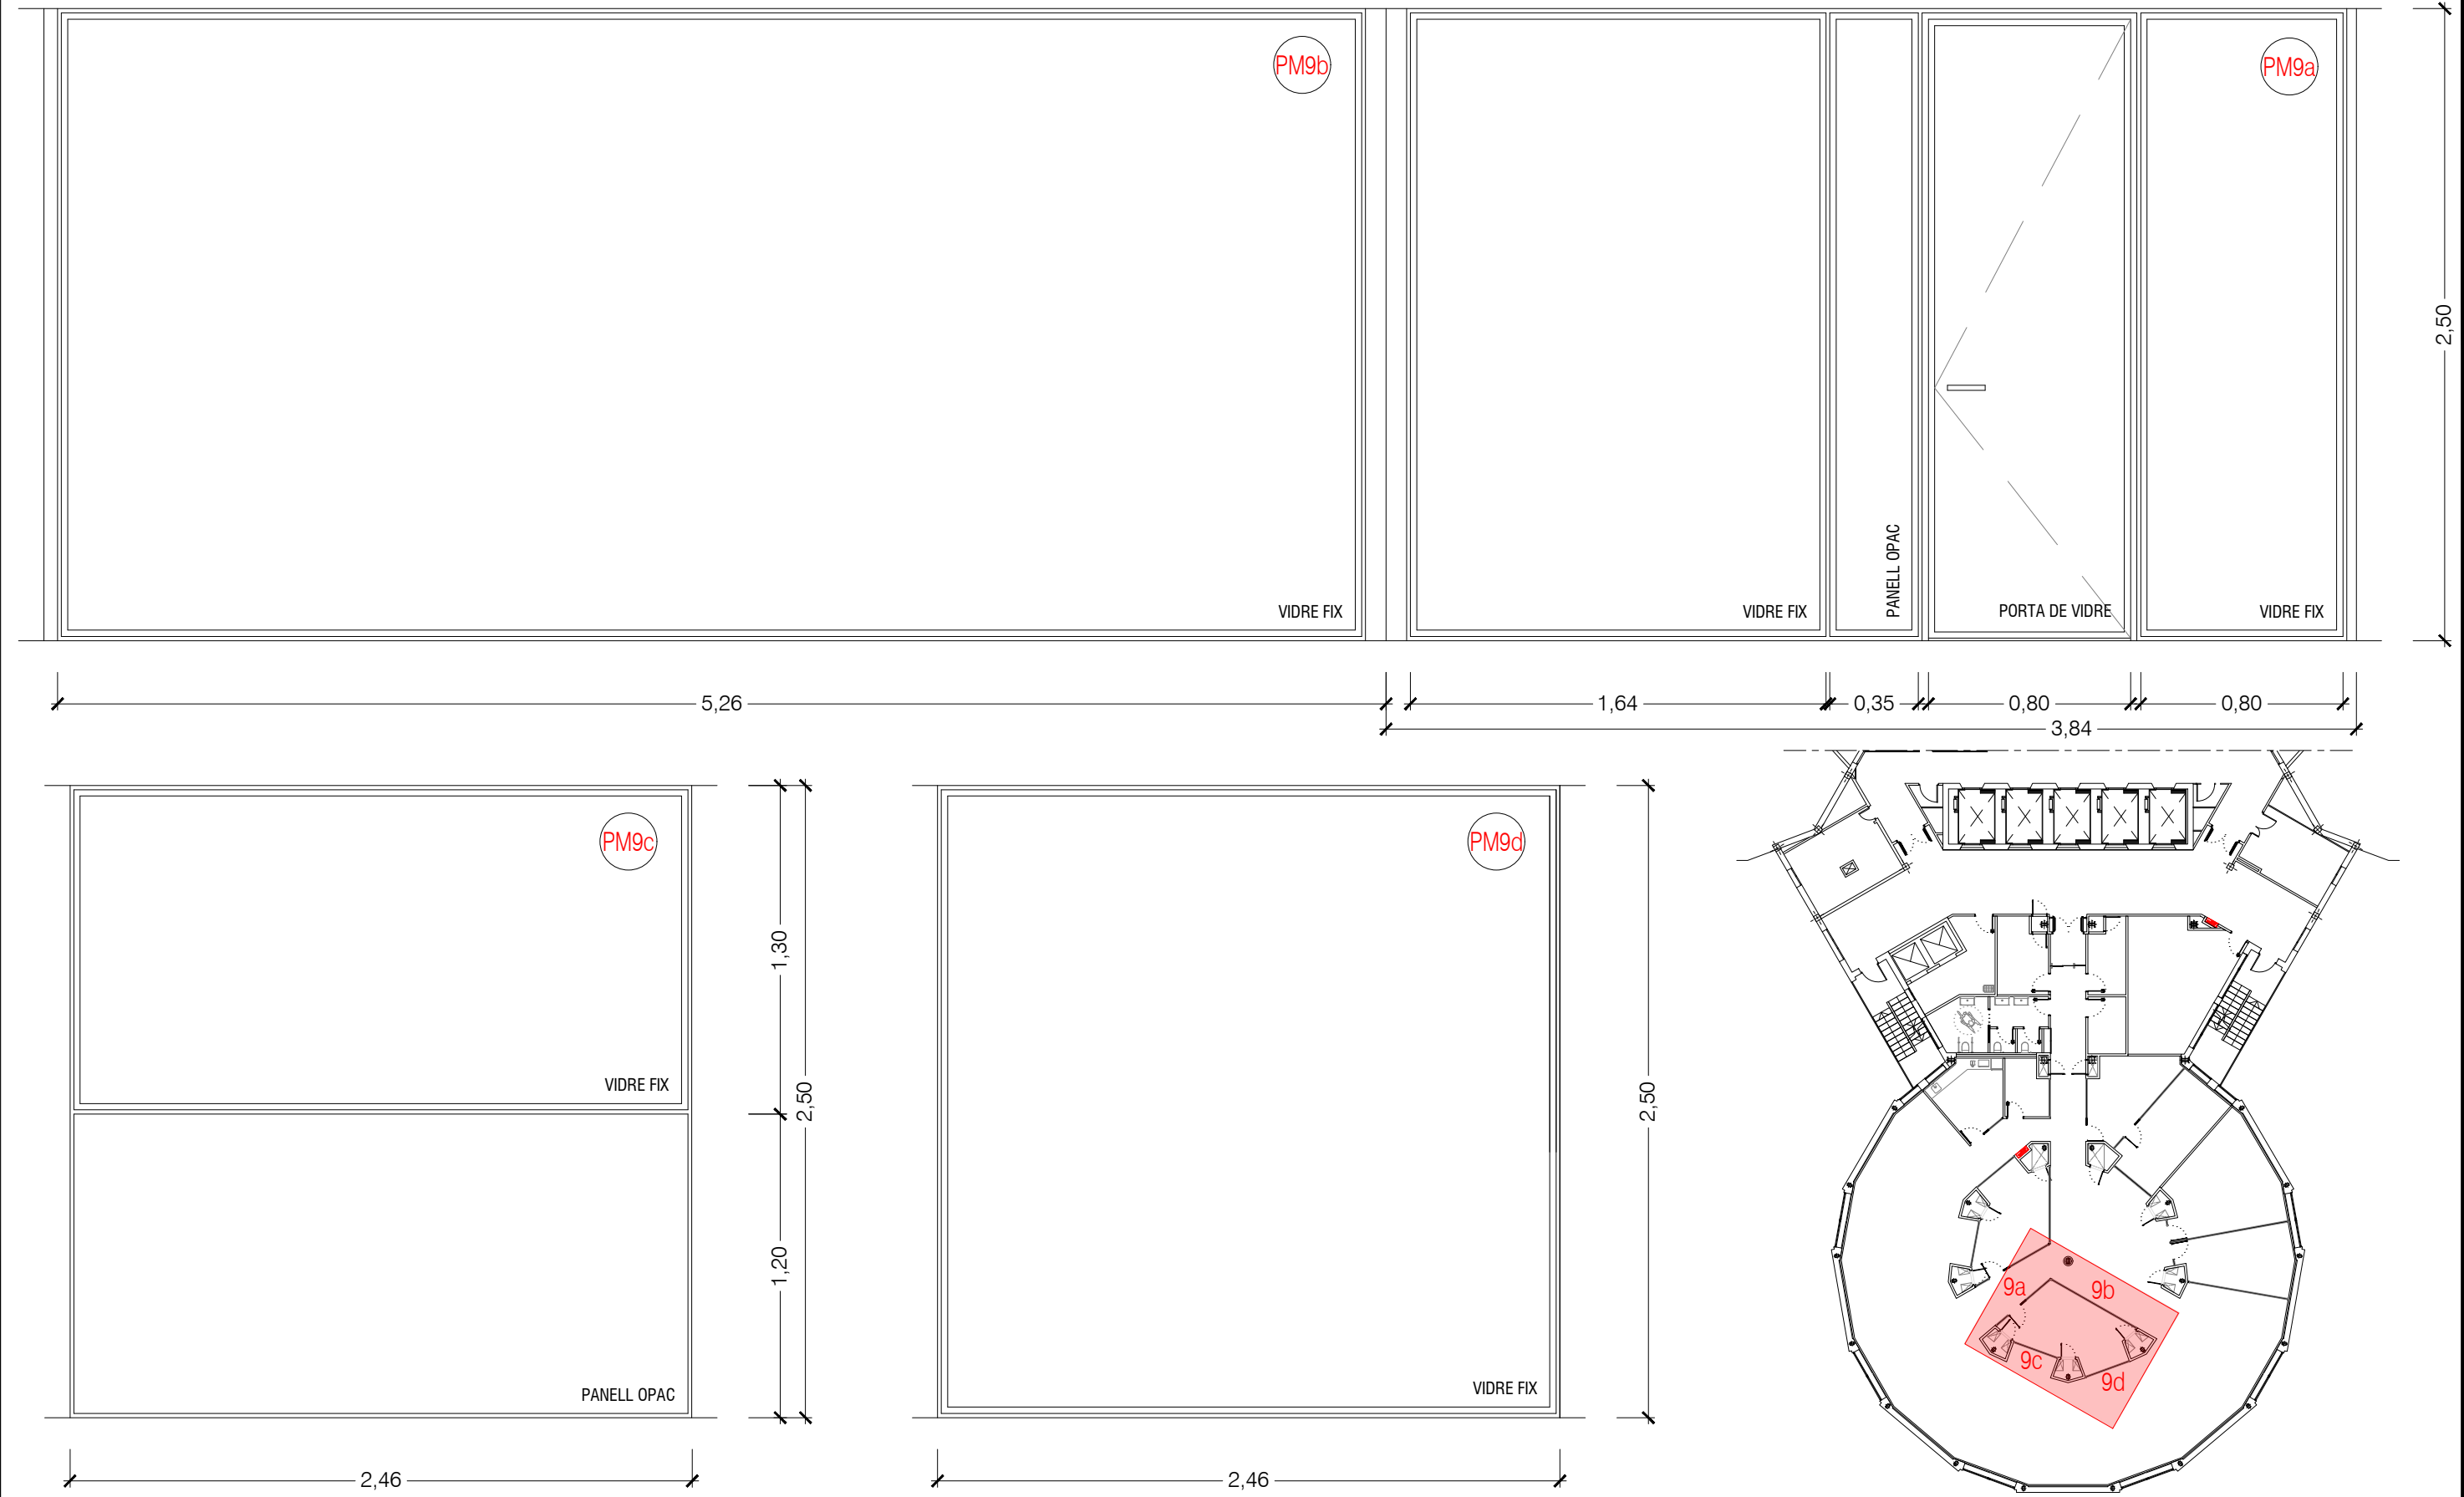 PM9b
PM9a
2,50
PANELL OPAC
VIDRE FIX
VIDRE FIX
PORTA DE VIDRE
VIDRE FIX
5,26
1,64
0,35
0,80
0,80
3,84
PM9c
PM9d
1,30
2,50
2,50
VIDRE FIX
1,20
PANELL OPAC
VIDRE FIX
2,46
2,46
9a
9b
9c
9d